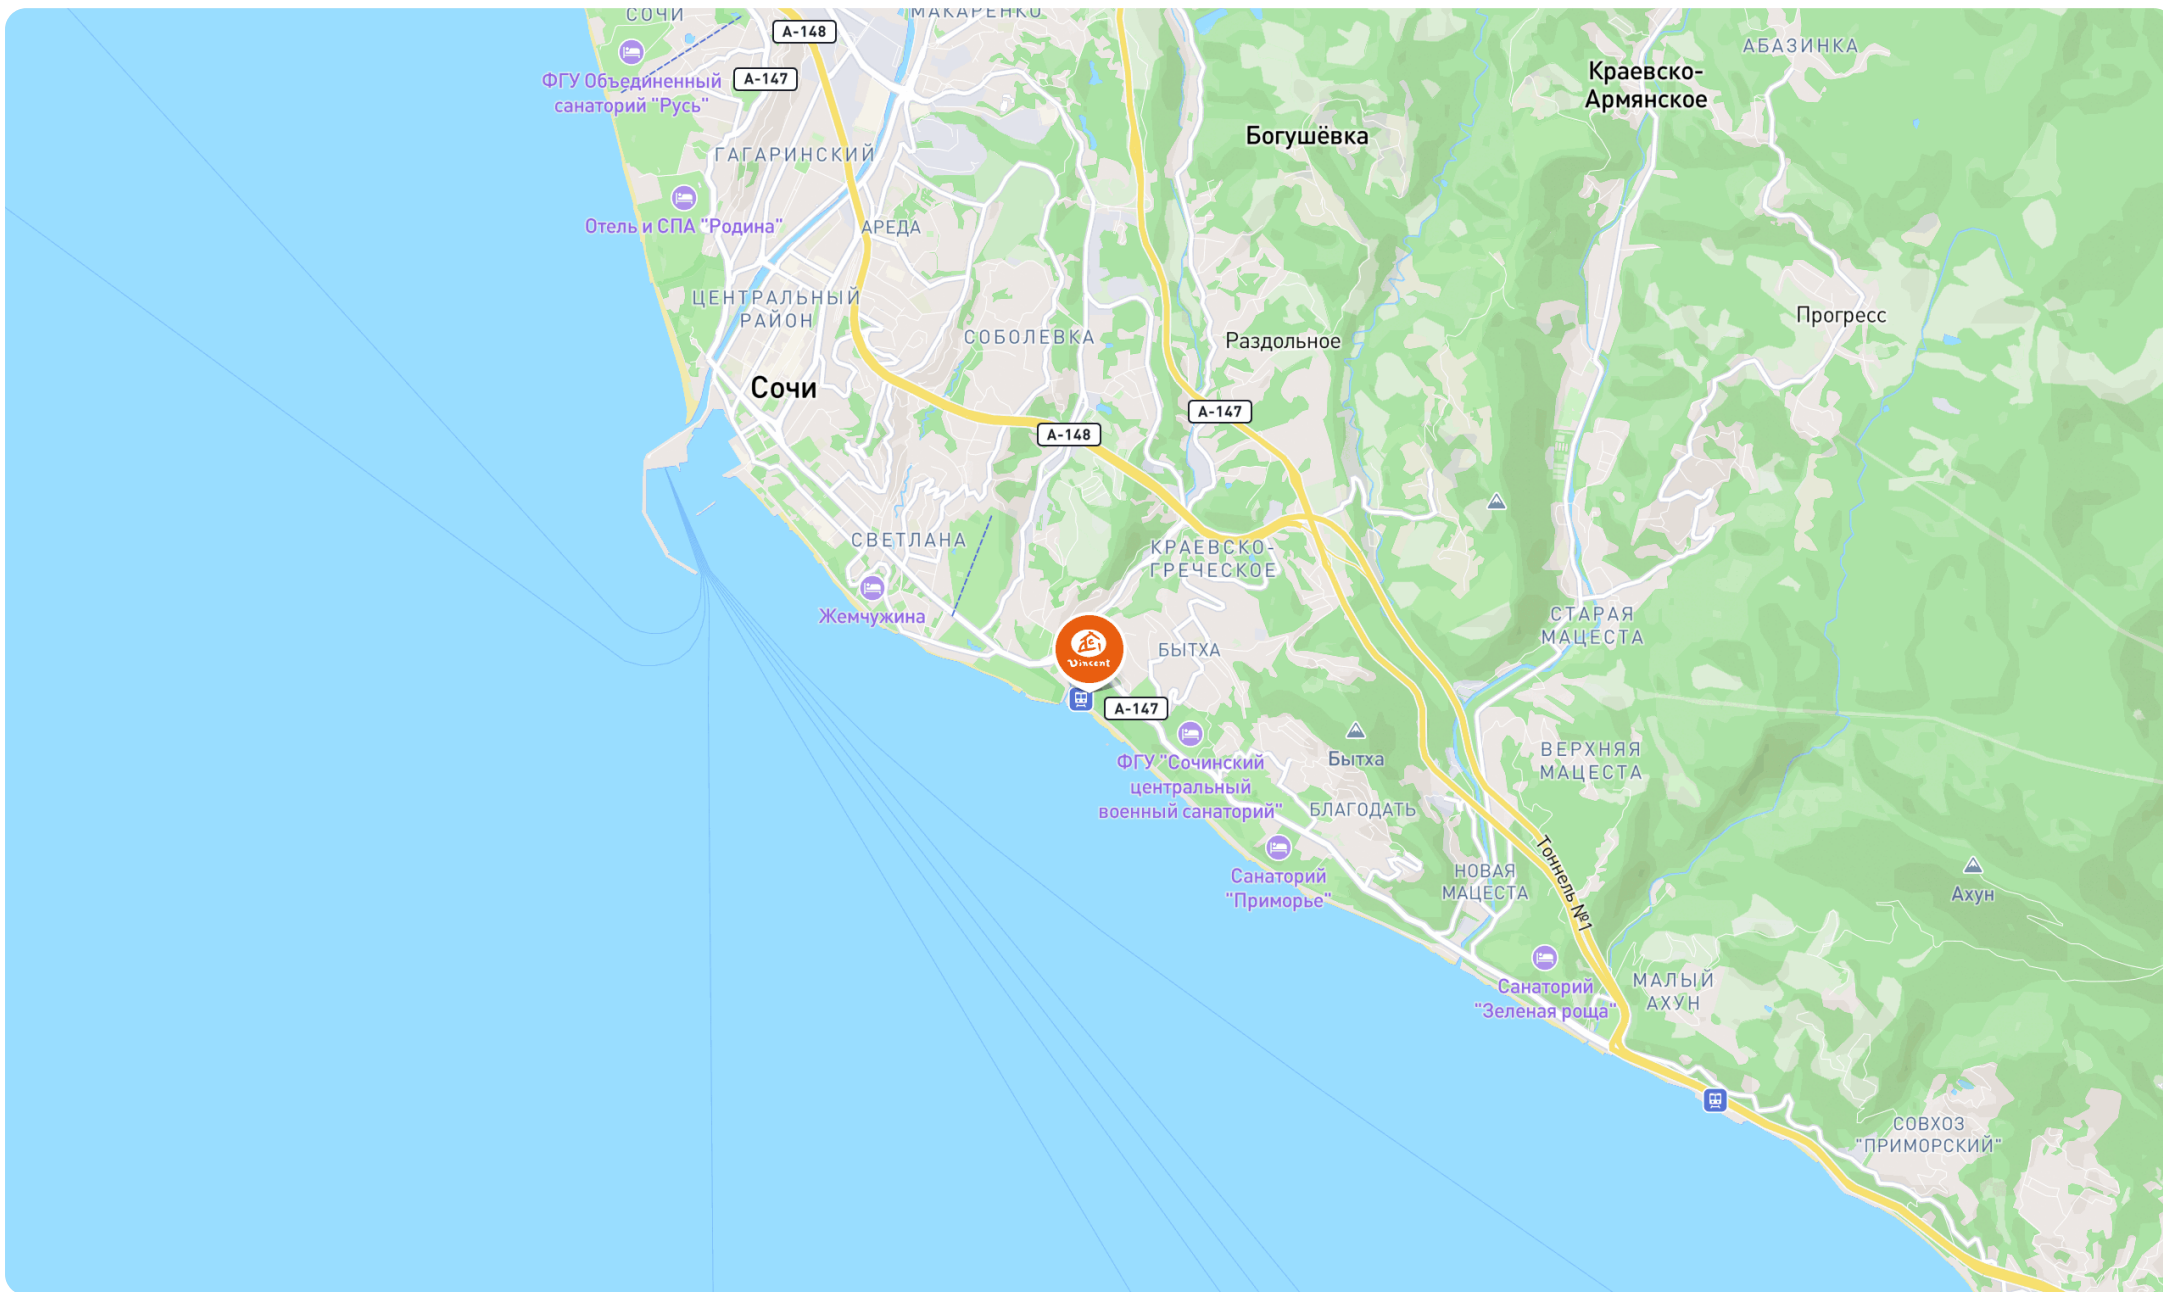 СОЧИ
МАКАРЕНКО
А-148
АБАЗИНКА
А-147
ФГУ Объединенный
санаторий "Русь"
Краевско-
Армянское
Богушёвка
ГАГАРИНСКИЙ
Отель и СПА "Родина"
АРЕДА
ЦЕНТРАЛЬНЫЙ
РАЙОН
СОБОЛЕВКА
Раздольное
Прогресс
Сочи
А-147
А-148
СВЕТЛАНА
КРАЕВСКО-
ГРЕЧЕСКОЕ
Жемчужина
СТАРАЯ
МАЦЕСТА
Vincent
БЫТХА
А-147
ФГУ "Сочинский
центральный
военный санаторий"
Бытха
ВЕРХНЯЯ
МАЦЕСТА
БЛАГОДАТЬ
Санаторий
"Приморье"
НОВАЯ
МАЦЕСТА
Тоннель №1
Ахун
Санаторий
"Зеленая роща"
МАЛЫЙ
АХУН
СОВХОЗ
"ПРИМОРСКИЙ"